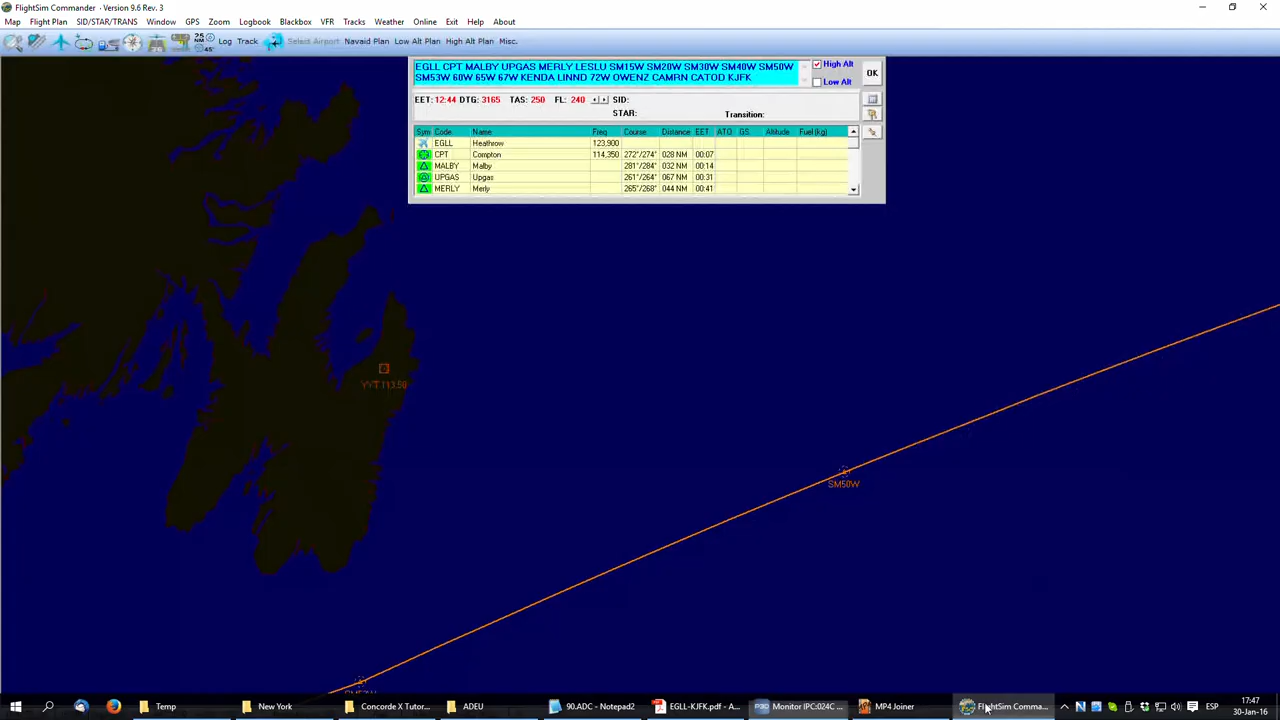 FlightSim Commander - Version 9.6 Rev. 3
Map Flight Plan SID/STAR/TRANS Window GPS Zoom Logbook Blackbox VFR Tracks Weather Online Exit Help About
25 NM 45° Log Track Select Airport Navaid Plan Low Alt Plan High Alt Plan Misc.
EGLL CPT MALBY UPGAS MERLY LESLU SM15W SM20W SM30W SM40W SM50W
SM53W 60W 65W 67W KENDA LINND 72W OWENZ CAMRN CATOD KJFK
High Alt
Low Alt
OK
EET: 12:44 DTG: 3165 TAS: 250 FL: 240 SID:
STAR: Transition:
Sym Code Name Freq Course Distance EET ATO GS Altitude Fuel (kg)
EGLL Heathrow 123,900
CPT Compton 114,350 272°/274° 028 NM 00:07
MALBY Malby 281°/284° 032 NM 00:14
UPGAS Upgas 261°/264° 067 NM 00:31
MERLY Merly 265°/268° 044 NM 00:41
YYT 113.50
SM50W
SM53W
Temp New York Concorde X Tutor... ADEU 90.ADC - Notepad2 EGLL-KJFK.pdf - A... Monitor IPC:024C ... MP4 Joiner FlightSim Comma... ESP 17:47
30-Jan-16